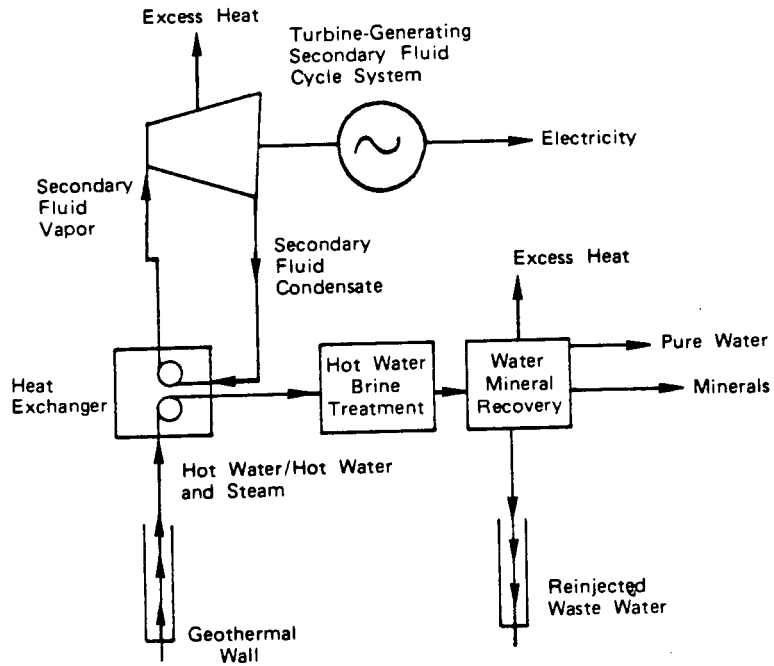 Excess Heat
Turbine-Generating
Secondary Fluid
Cycle System
Electricity
Secondary
Fluid
Vapor
Secondary
Fluid
Condensate
Excess Heat
Pure Water
Minerals
Heat
Exchanger
Hot Water
Brine
Treatment
Water
Mineral
Recovery
Hot Water/Hot Water
and Steam
Reinjected
Waste Water
Geothermal
Wall